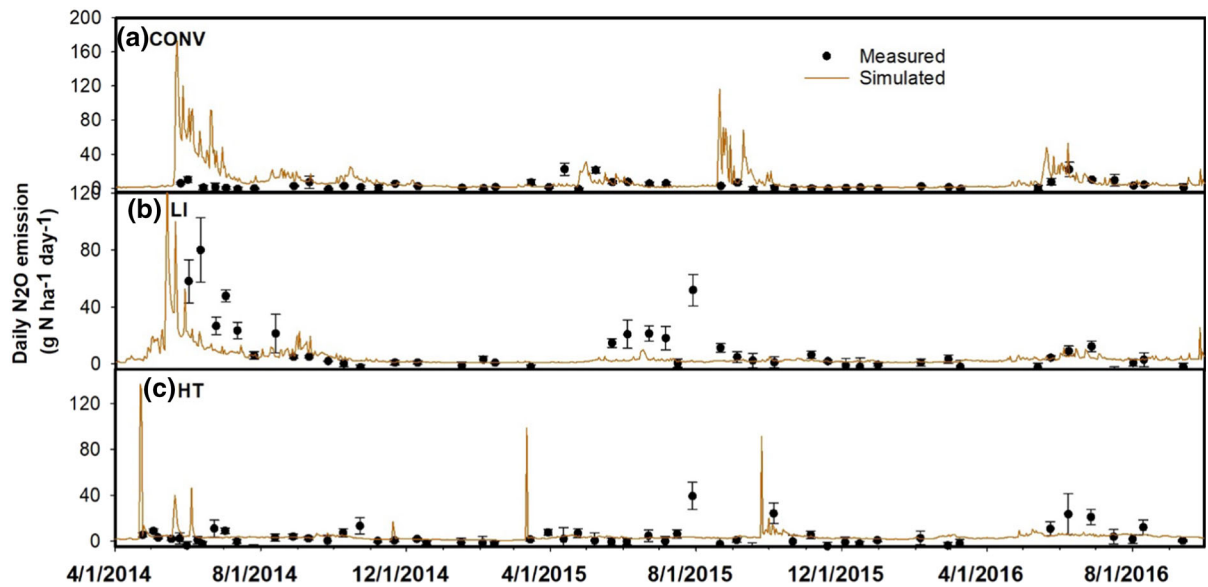 Daily N2O emission
(g N ha-1 day-1)
200
(a) CONV
160
120
80
40
0
Measured
Simulated
120
(b) LI
80
40
0
(c) HT
120
80
40
0
4/1/2014 8/1/2014 12/1/2014 4/1/2015 8/1/2015 12/1/2015 4/1/2016 8/1/2016